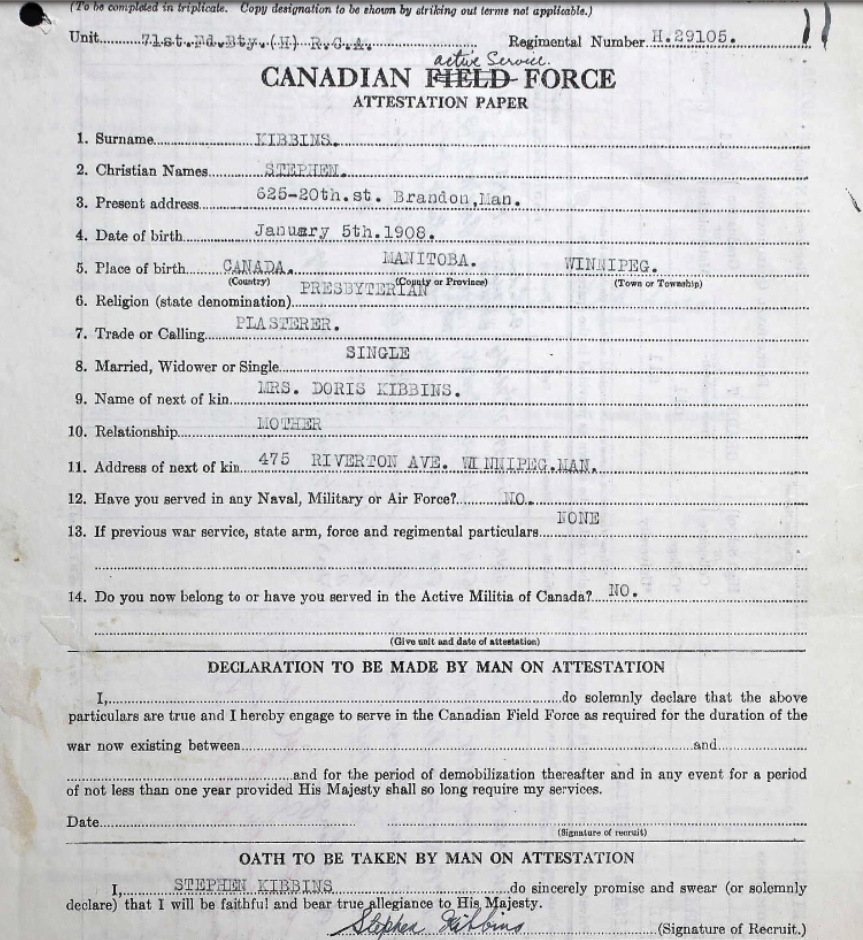 (To be completed in triplicate. Copy designation to be shown by striking out terms not applicable.)
Unit 71st.Fd.Bty.(H) R.C.A. Regimental Number H.29105. 11
active Service.
CANADIAN FIELD FORCE
ATTESTATION PAPER
1. Surname KIBBINS.
2. Christian Names STEPHEN.
3. Present address 625-20th.st. Brandon,Man.
4. Date of birth January 5th.1908.
5. Place of birth CANADA. MANITOBA. WINNIPEG.
(Country) (County or Province) (Town or Township)
6. Religion (state denomination) PRESBYTERIAN
7. Trade or Calling PLASTERER.
8. Married, Widower or Single SINGLE
9. Name of next of kin MRS. DORIS KIBBINS.
10. Relationship MOTHER
11. Address of next of kin 475 RIVERTON AVE. WINNIPEG.MAN.
12. Have you served in any Naval, Military or Air Force? NO.
13. If previous war service, state arm, force and regimental particulars NONE
14. Do you now belong to or have you served in the Active Militia of Canada? NO.
(Give unit and date of attestation)
DECLARATION TO BE MADE BY MAN ON ATTESTATION
I, do solemnly declare that the above
particulars are true and I hereby engage to serve in the Canadian Field Force as required for the duration of the
war now existing between and
and for the period of demobilization thereafter and in any event for a period
of not less than one year provided His Majesty shall so long require my services.
Date
(Signature of recruit)
OATH TO BE TAKEN BY MAN ON ATTESTATION
I, STEPHEN KIBBINS do sincerely promise and swear (or solemnly
declare) that I will be faithful and bear true allegiance to His Majesty.
Stephen Kibbins (Signature of Recruit.)